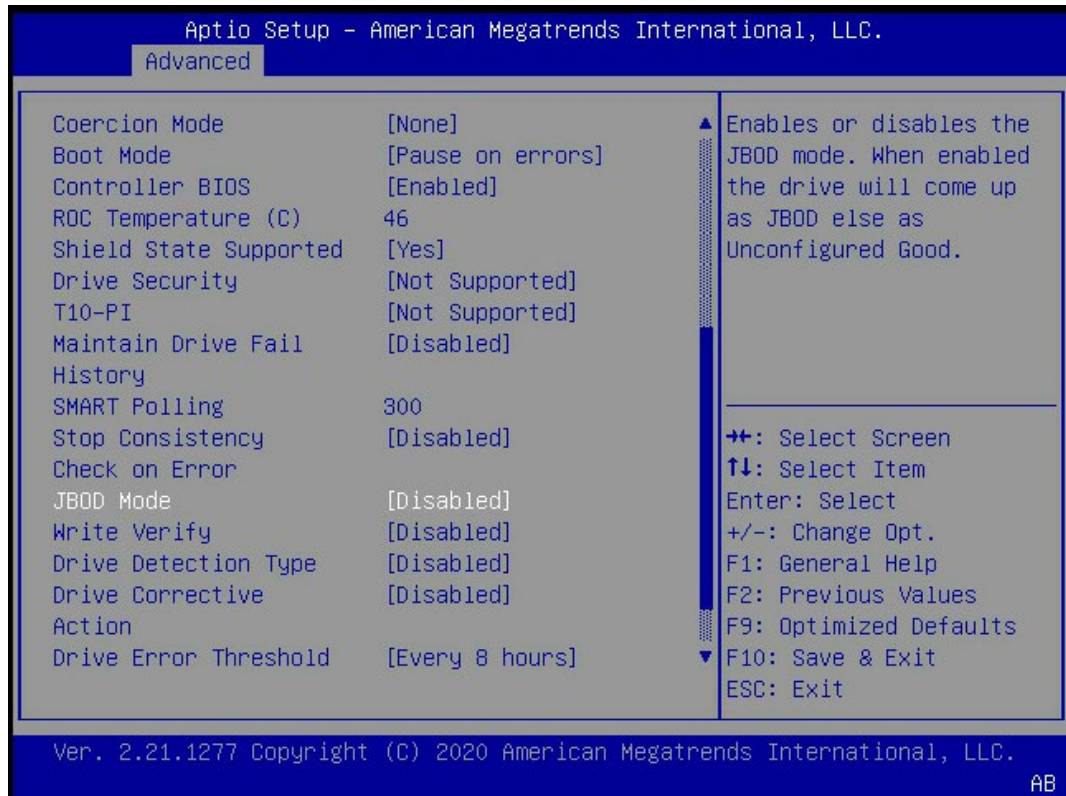 Aptio Setup – American Megatrends International, LLC.
Advanced
Coercion Mode [None]
Boot Mode [Pause on errors]
Controller BIOS [Enabled]
ROC Temperature (C) 46
Shield State Supported [Yes]
Drive Security [Not Supported]
T10-PI [Not Supported]
Maintain Drive Fail [Disabled]
History
SMART Polling 300
Stop Consistency [Disabled]
Check on Error
JBOD Mode [Disabled]
Write Verify [Disabled]
Drive Detection Type [Disabled]
Drive Corrective [Disabled]
Action
Drive Error Threshold [Every 8 hours]
Enables or disables the
JBOD mode. When enabled
the drive will come up
as JBOD else as
Unconfigured Good.
→←: Select Screen
↑↓: Select Item
Enter: Select
+/-: Change Opt.
F1: General Help
F2: Previous Values
F9: Optimized Defaults
F10: Save & Exit
ESC: Exit
Ver. 2.21.1277 Copyright (C) 2020 American Megatrends International, LLC.
AB